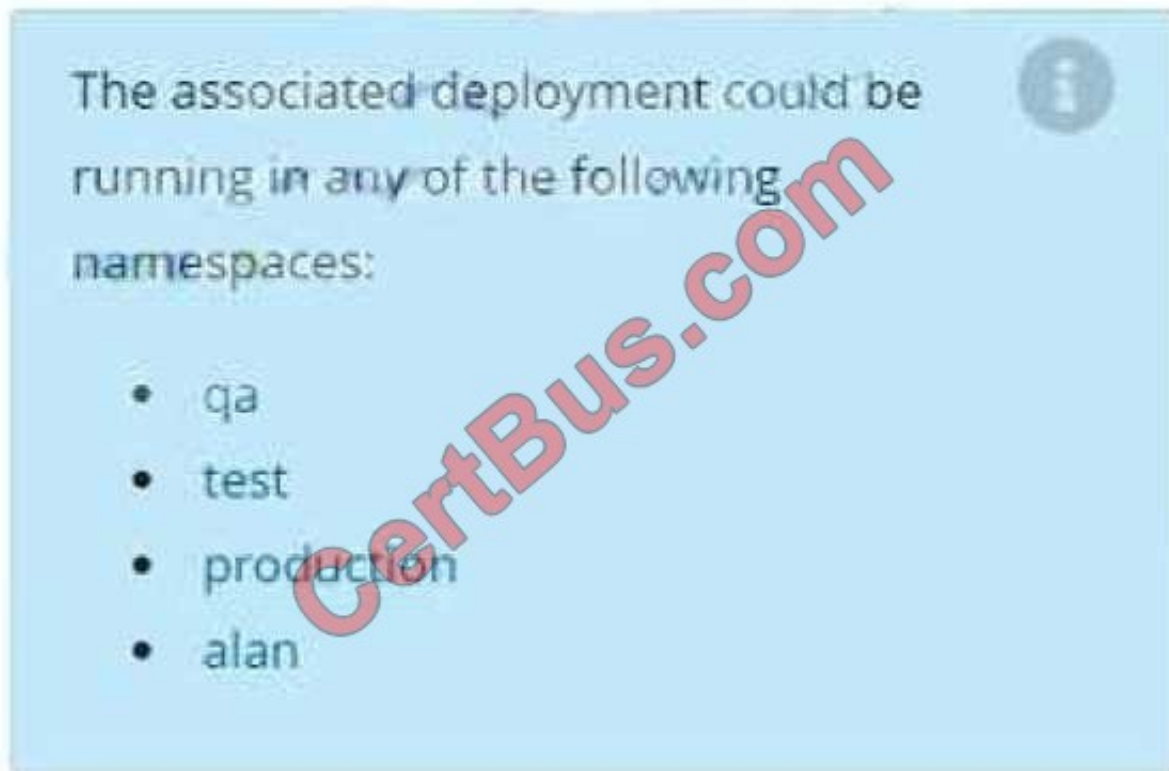 The associated deployment could be
running in any of the following
namespaces:
• qa
• test
• production
• alan
CertBus.com